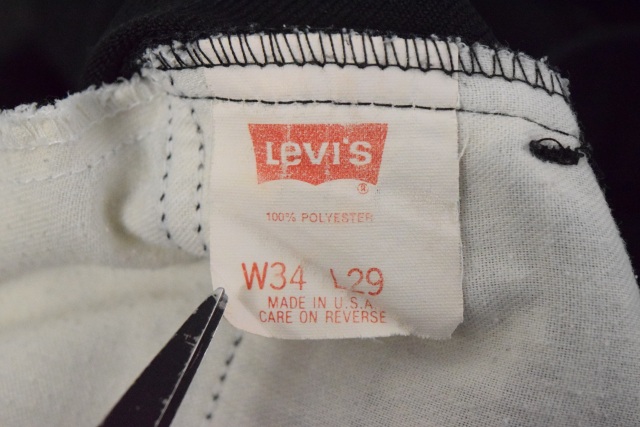 Levi's ®
100% POLYESTER
W34 L29
MADE IN U.S.A.
CARE ON REVERSE